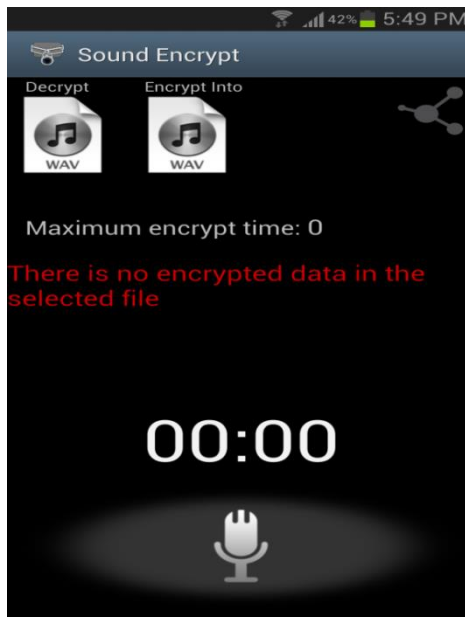 42% 5:49 PM
Sound Encrypt
Decrypt Encrypt Into
WAV WAV
Maximum encrypt time: 0
There is no encrypted data in the
selected file
00:00